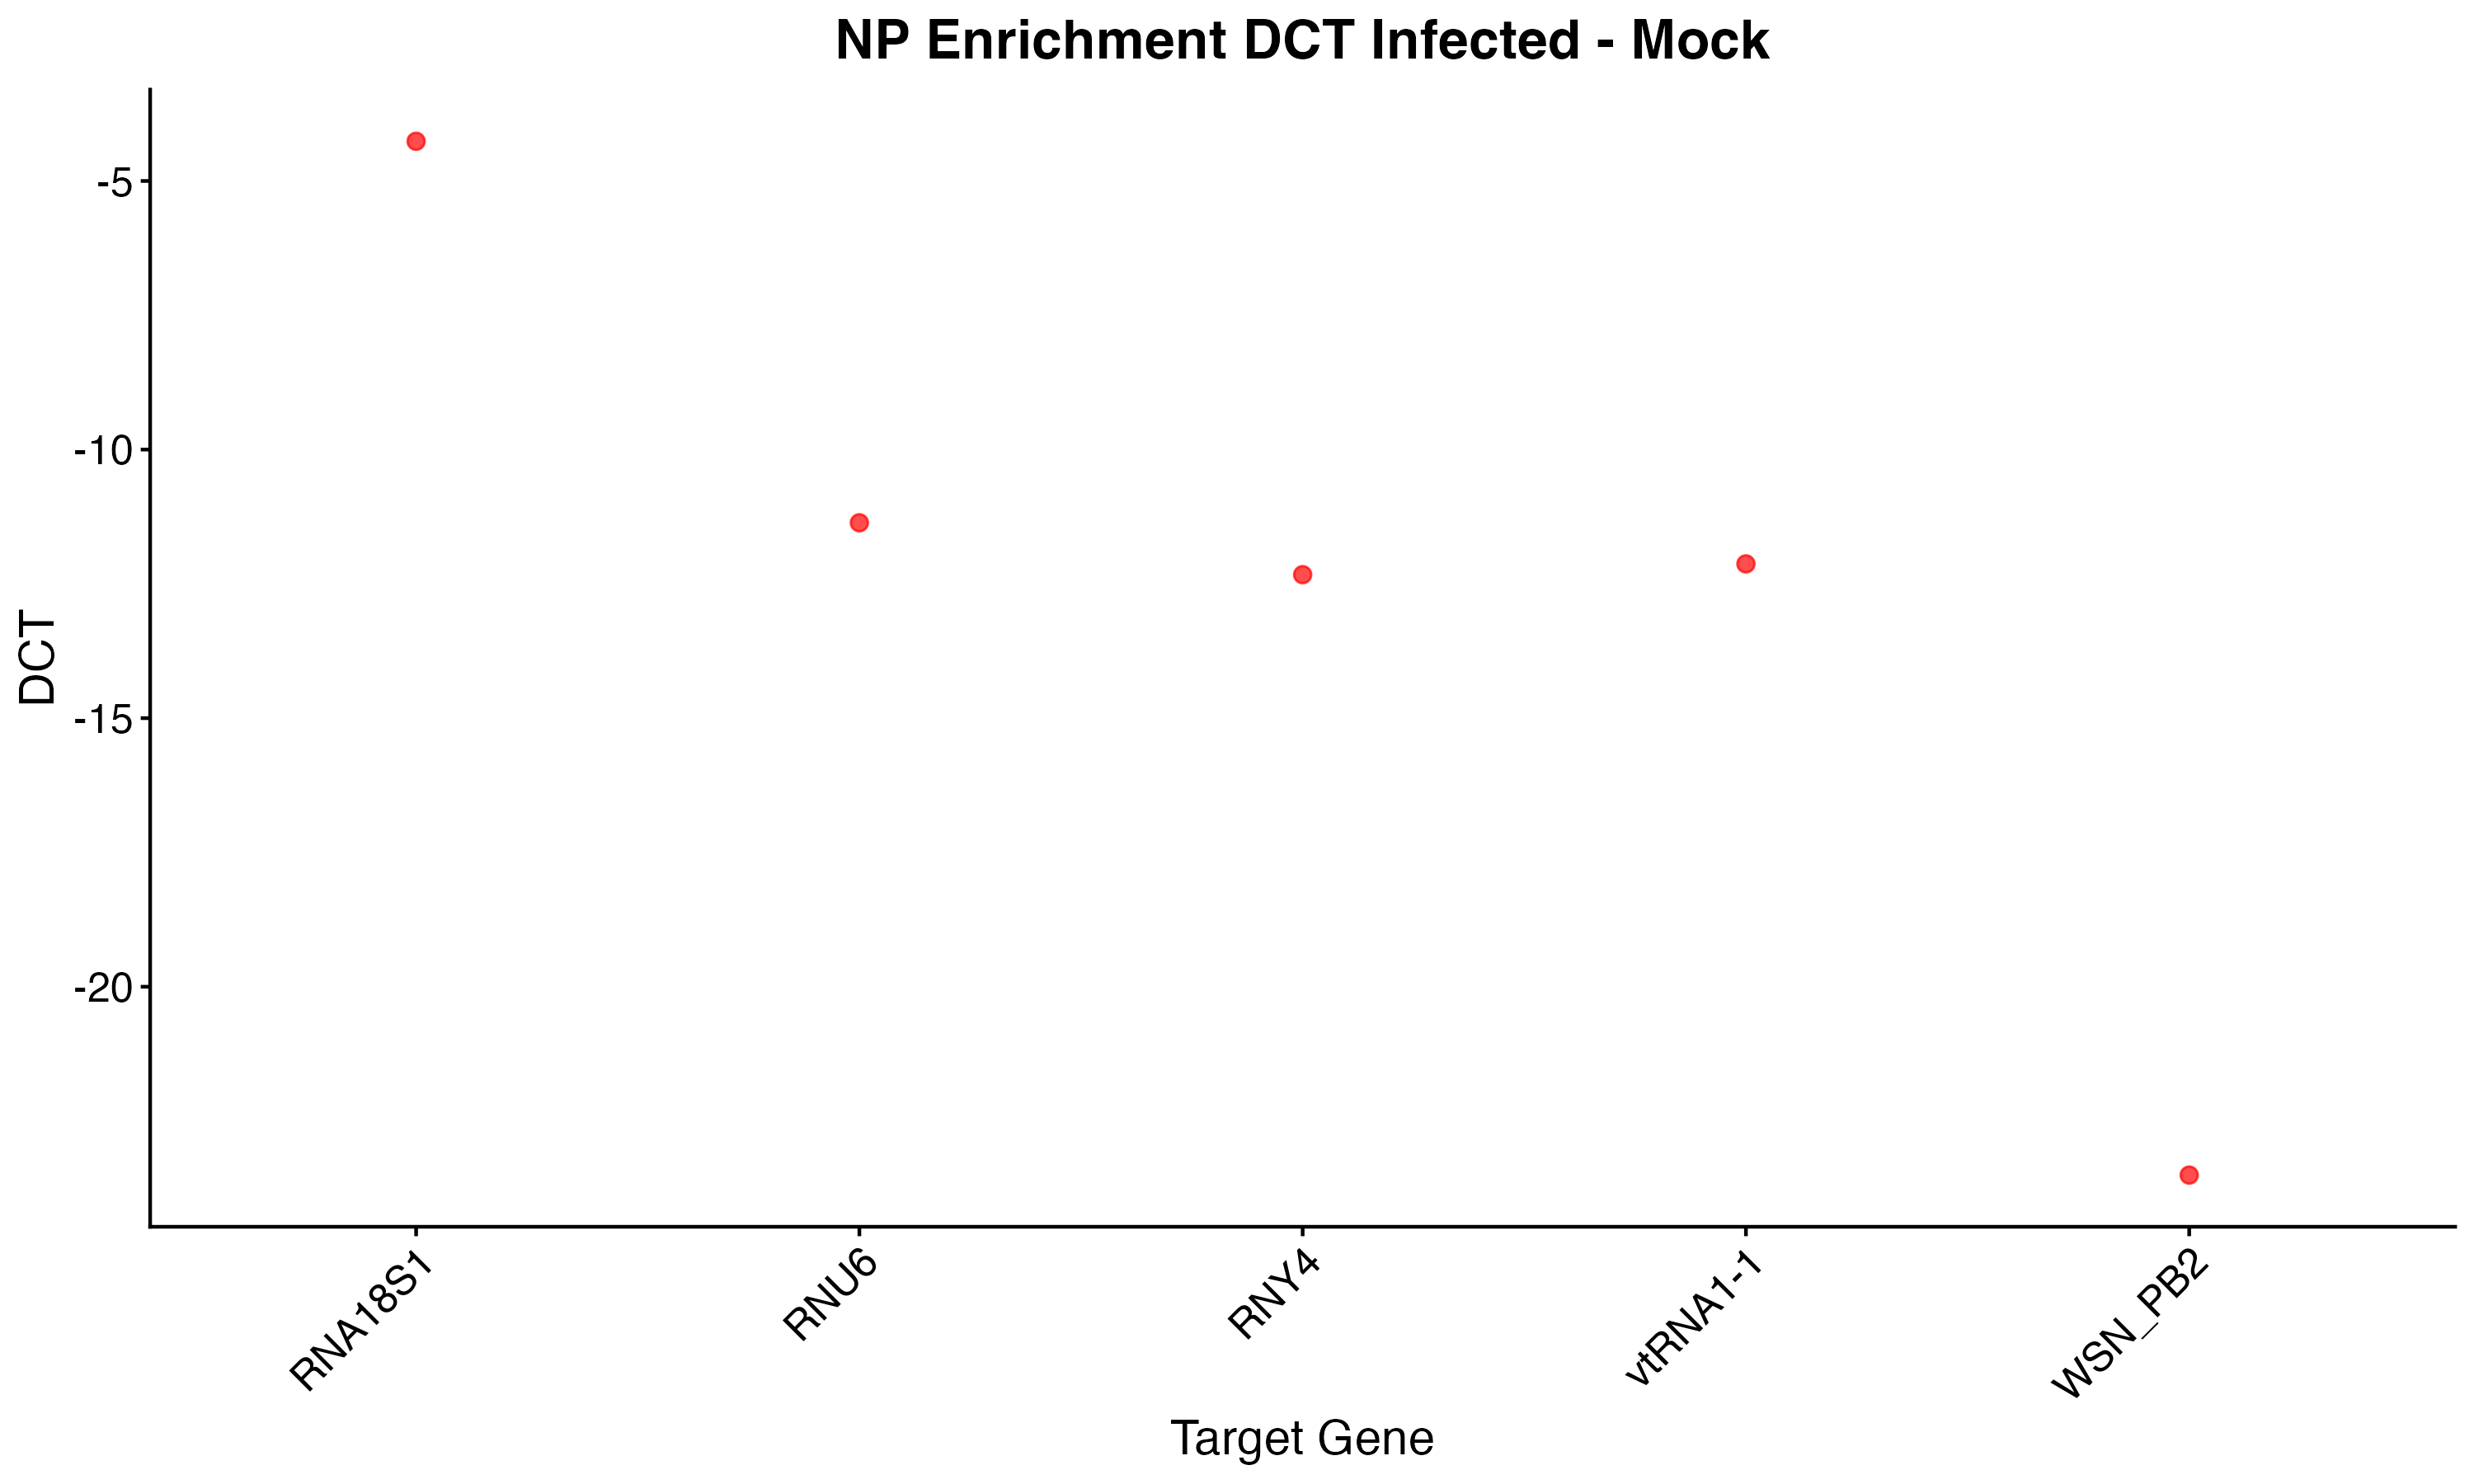 NP Enrichment DCT Infected - Mock
DCT
-5
-10
-15
-20
RNA18S1
RNU6
RNY4
vtRNA1-1
WSN_PB2
Target Gene